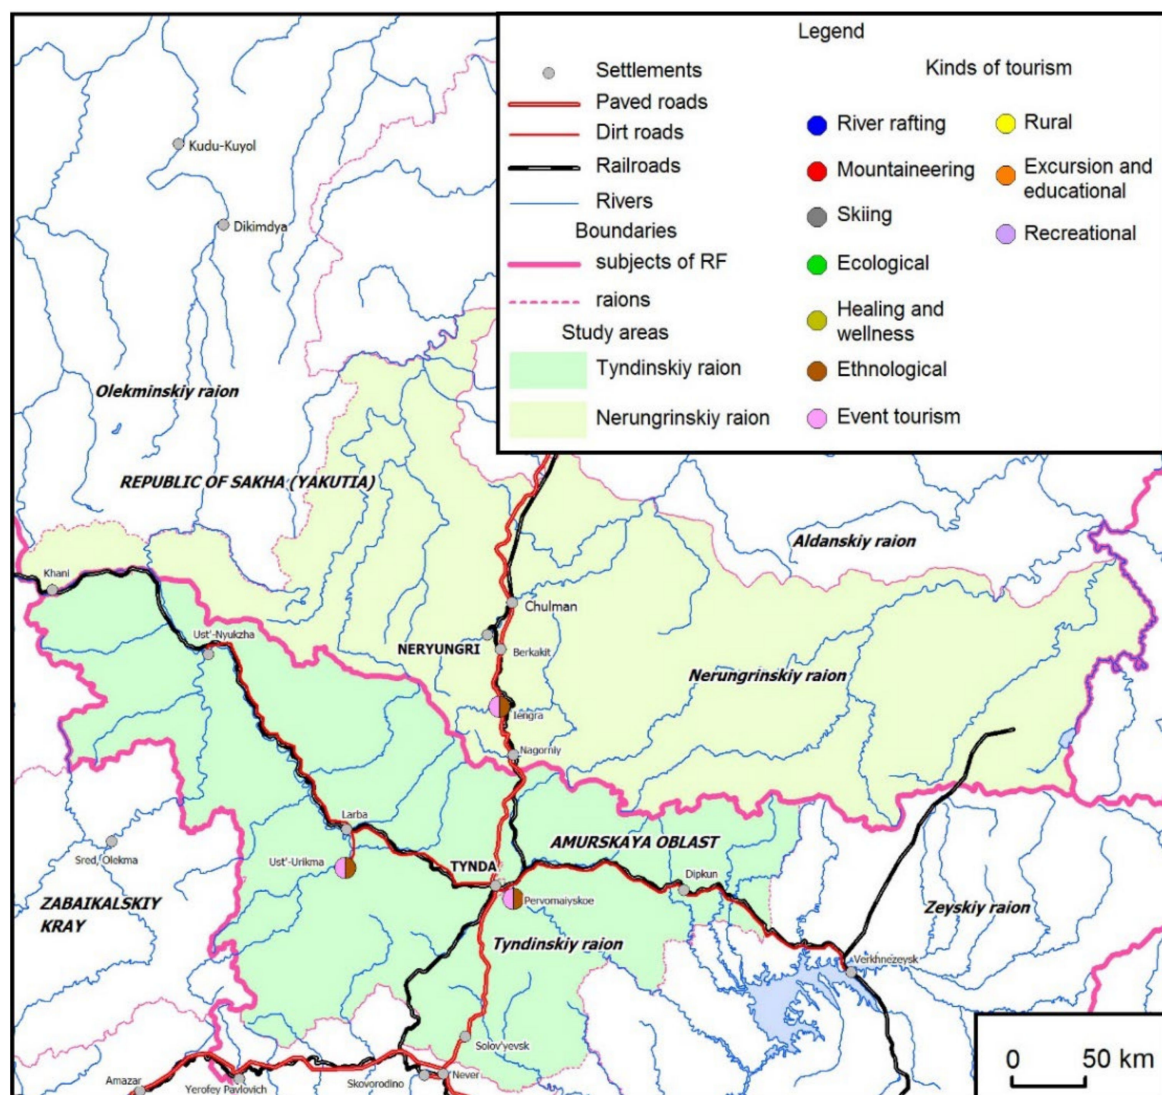 Legend
Settlements
Paved roads
Dirt roads
Railroads
Rivers
Boundaries
subjects of RF
raions
Study areas
Tyndinskiy raion
Nerungrinskiy raion
Kinds of tourism
River rafting
Mountaineering
Skiing
Ecological
Healing and
wellness
Ethnological
Event tourism
Rural
Excursion and
educational
Recreational
Kudu-Kuyol
Dikimdya
Olekminskiy raion
REPUBLIC OF SAKHA (YAKUTIA)
Aldanskiy raion
Khani
Chulman
Ust'-Nyukzha
NERYUNGRI
Berkakit
Nerungrinskiy raion
Iengra
Nagorniy
Larba
Sred, Olekma
AMURSKAYA OBLAST
Ust'-Urikma
TYNDA
Dipkun
ZABAIKALSKIY
KRAY
Pervomaiyskoe
Zeyskiy raion
Tyndinskiy raion
Verkhnezeysk
Solov'yevsk
Amazar
Yerofey Pavlovich
Skovorodino
Never
0 50 km